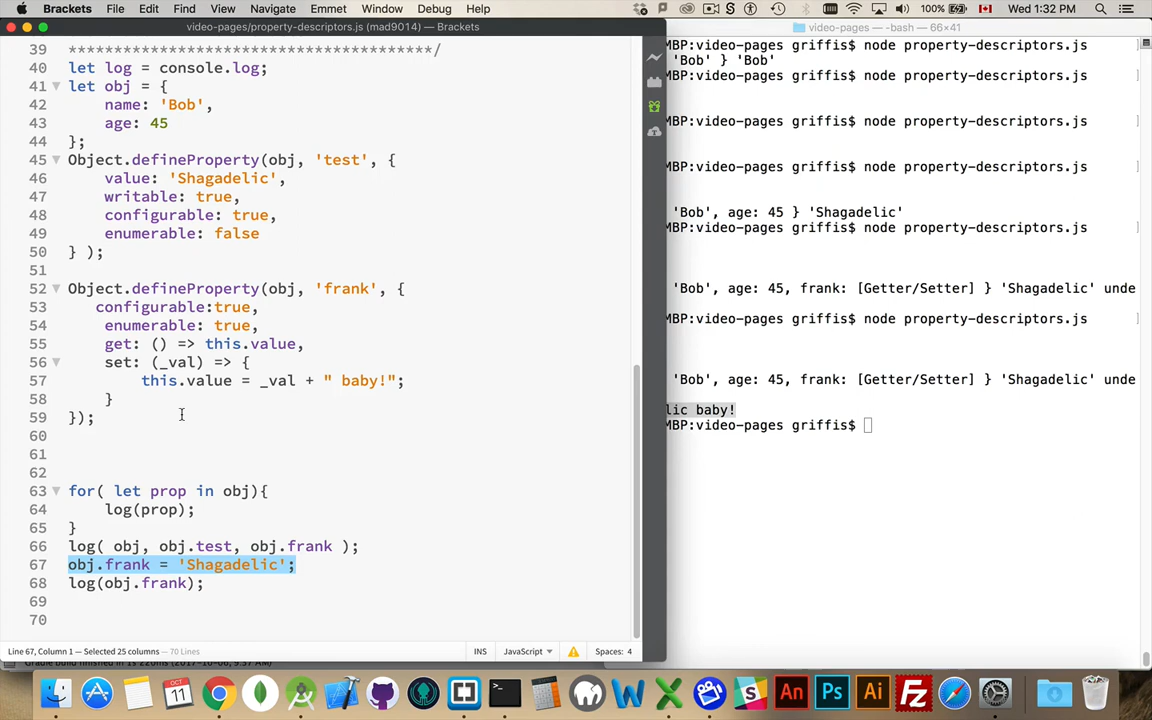 Brackets File Edit Find View Navigate Emmet Debug Window Help 100% Wed 1:32 PM
video-pages/property-descriptors.js (mad9014) — Brackets
39 ****************************************/
40 let log = console.log;
41 let obj = {
42 name: 'Bob',
43 age: 45
44 };
45 Object.defineProperty(obj, 'test', {
46 value: 'Shagadelic',
47 writable: true,
48 configurable: true,
49 enumerable: false
50 } );
51
52 Object.defineProperty(obj, 'frank', {
53 configurable:true,
54 enumerable: true,
55 get: () => this.value,
56 set: (_val) => {
57 this.value = _val + " baby!";
58 }
59 });
60
61
62
63 for( let prop in obj){
64 log(prop);
65 }
66 log( obj, obj.test, obj.frank );
67 obj.frank = 'Shagadelic';
68 log(obj.frank);
69
70
Line 67, Column 1 — Selected 25 columns — 70 Lines
INS JavaScript Spaces: 4
video-pages — -bash — 66×41
MBP:video-pages griffis$ node property-descriptors.js
'Bob' } 'Bob'
MBP:video-pages griffis$ node property-descriptors.js
MBP:video-pages griffis$ node property-descriptors.js
MBP:video-pages griffis$ node property-descriptors.js
'Bob', age: 45 } 'Shagadelic'
MBP:video-pages griffis$ node property-descriptors.js
'Bob', age: 45, frank: [Getter/Setter] } 'Shagadelic' unde
MBP:video-pages griffis$ node property-descriptors.js
'Bob', age: 45, frank: [Getter/Setter] } 'Shagadelic' unde
lic baby!
MBP:video-pages griffis$
OCT
11
An Ps Ai Fz